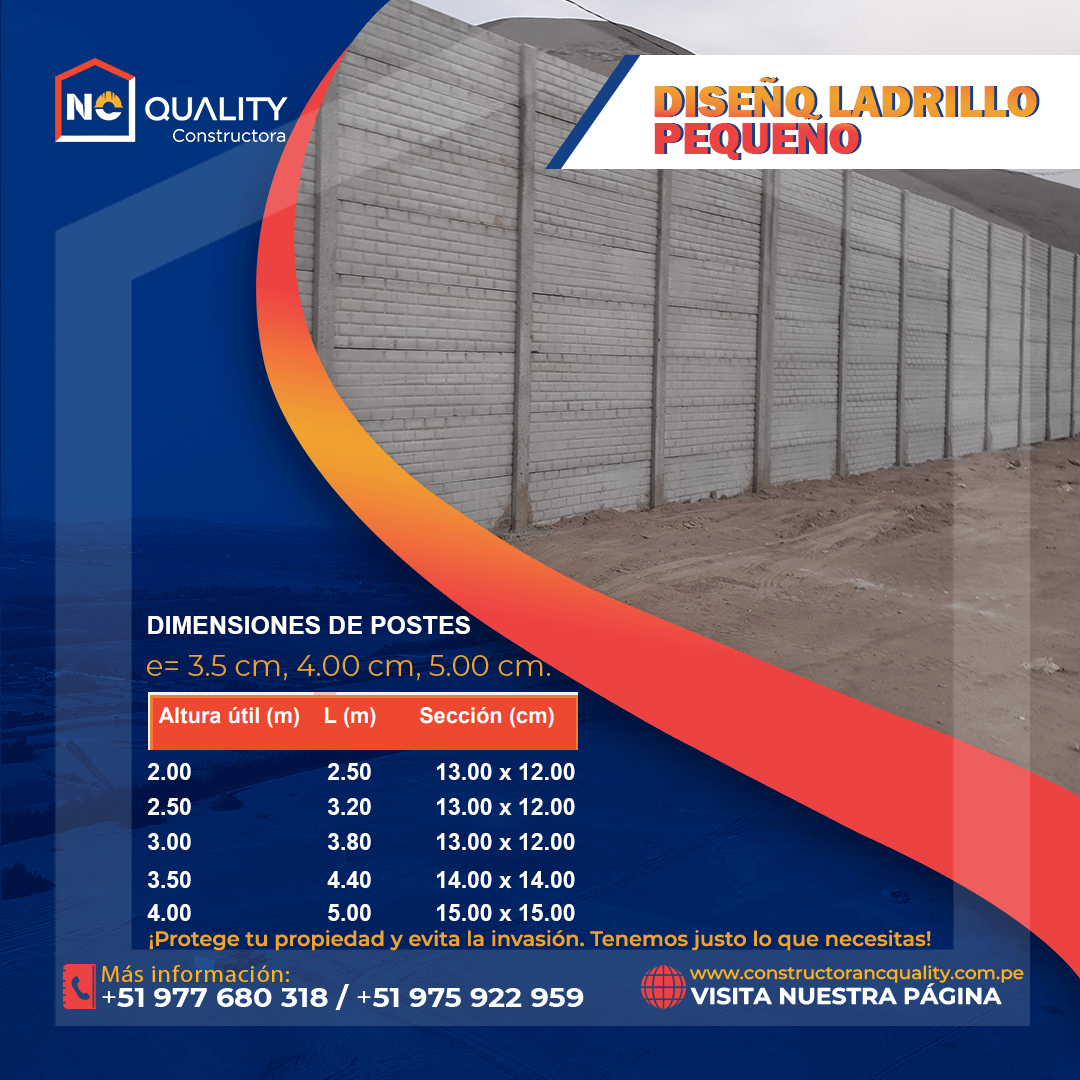 NC QUALITY
Constructora
DISEÑO LADRILLO
PEQUEÑO
DIMENSIONES DE POSTES
e= 3.5 cm, 4.00 cm, 5.00 cm.
Altura útil (m) L (m) Sección (cm)
2.00 2.50 13.00 x 12.00
2.50 3.20 13.00 x 12.00
3.00 3.80 13.00 x 12.00
3.50 4.40 14.00 x 14.00
4.00 5.00 15.00 x 15.00
¡Protege tu propiedad y evita la invasión. Tenemos justo lo que necesitas!
Más información:
+51 977 680 318 / +51 975 922 959
www.constructorancquality.com.pe
VISITA NUESTRA PÁGINA